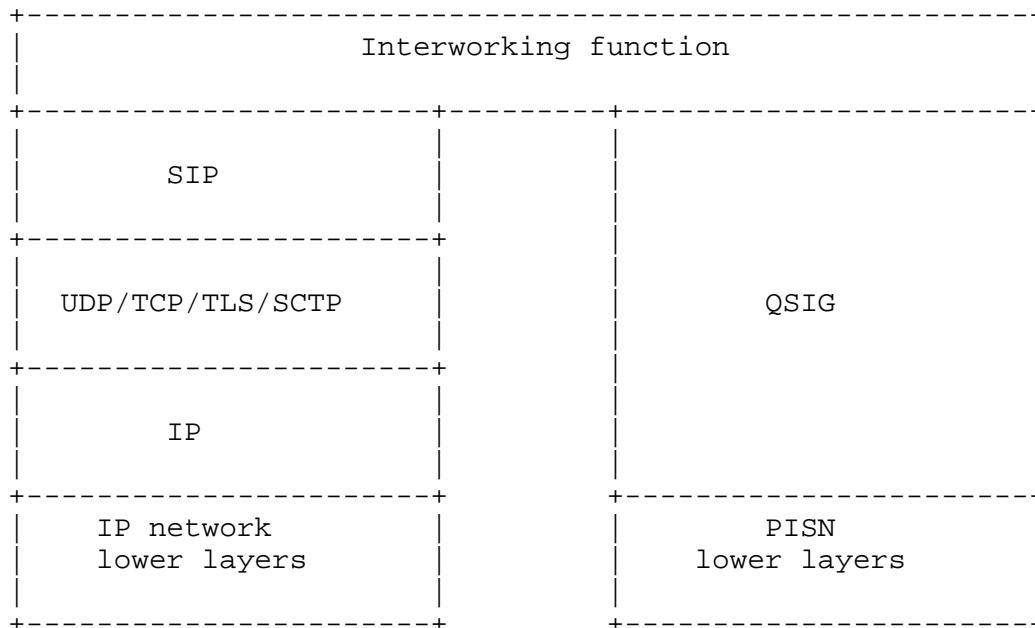 Interworking function
SIP
UDP/TCP/TLS/SCTP
QSIG
IP
IP network
lower layers
PISN
lower layers